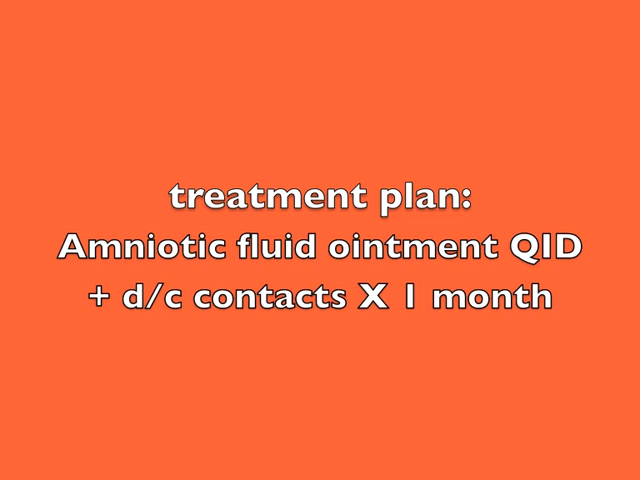 treatment plan:
Amniotic fluid ointment QID
+ d/c contacts X 1 month